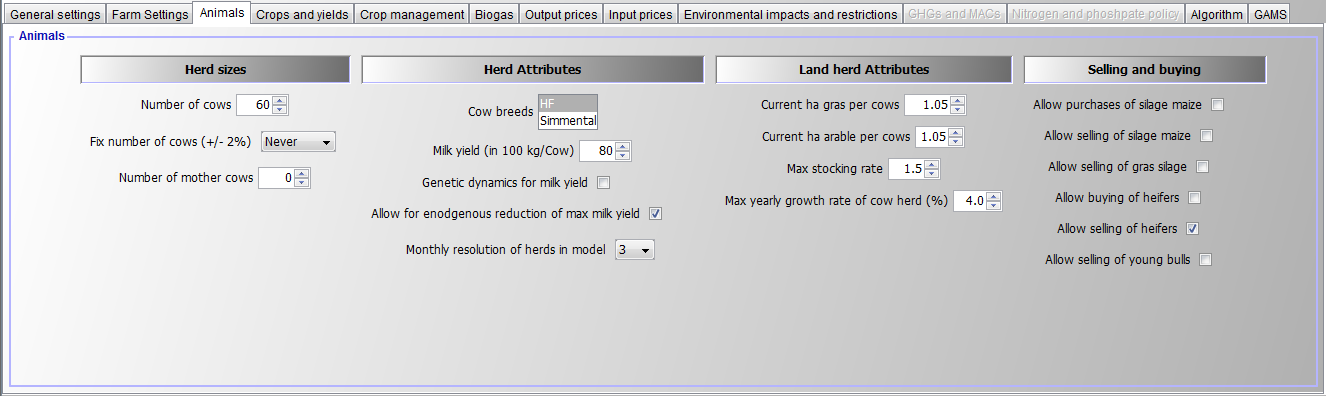 General settings Farm Settings Animals Crops and yields Crop management Biogas Output prices Input prices Environmental impacts and restrictions GHGs and MACs Nitrogen and phoshpate policy Algorithm GAMS
Animals
Herd sizes
Number of cows 60
Fix number of cows (+/- 2%) Never
Number of mother cows 0
Herd Attributes
Cow breeds HF
Simmental
Milk yield (in 100 kg/Cow) 80
Genetic dynamics for milk yield
Allow for enodgenous reduction of max milk yield
Monthly resolution of herds in model 3
Land herd Attributes
Current ha gras per cows 1.05
Current ha arable per cows 1.05
Max stocking rate 1.5
Max yearly growth rate of cow herd (%) 4.0
Selling and buying
Allow purchases of silage maize
Allow selling of silage maize
Allow selling of gras silage
Allow buying of heifers
Allow selling of heifers
Allow selling of young bulls